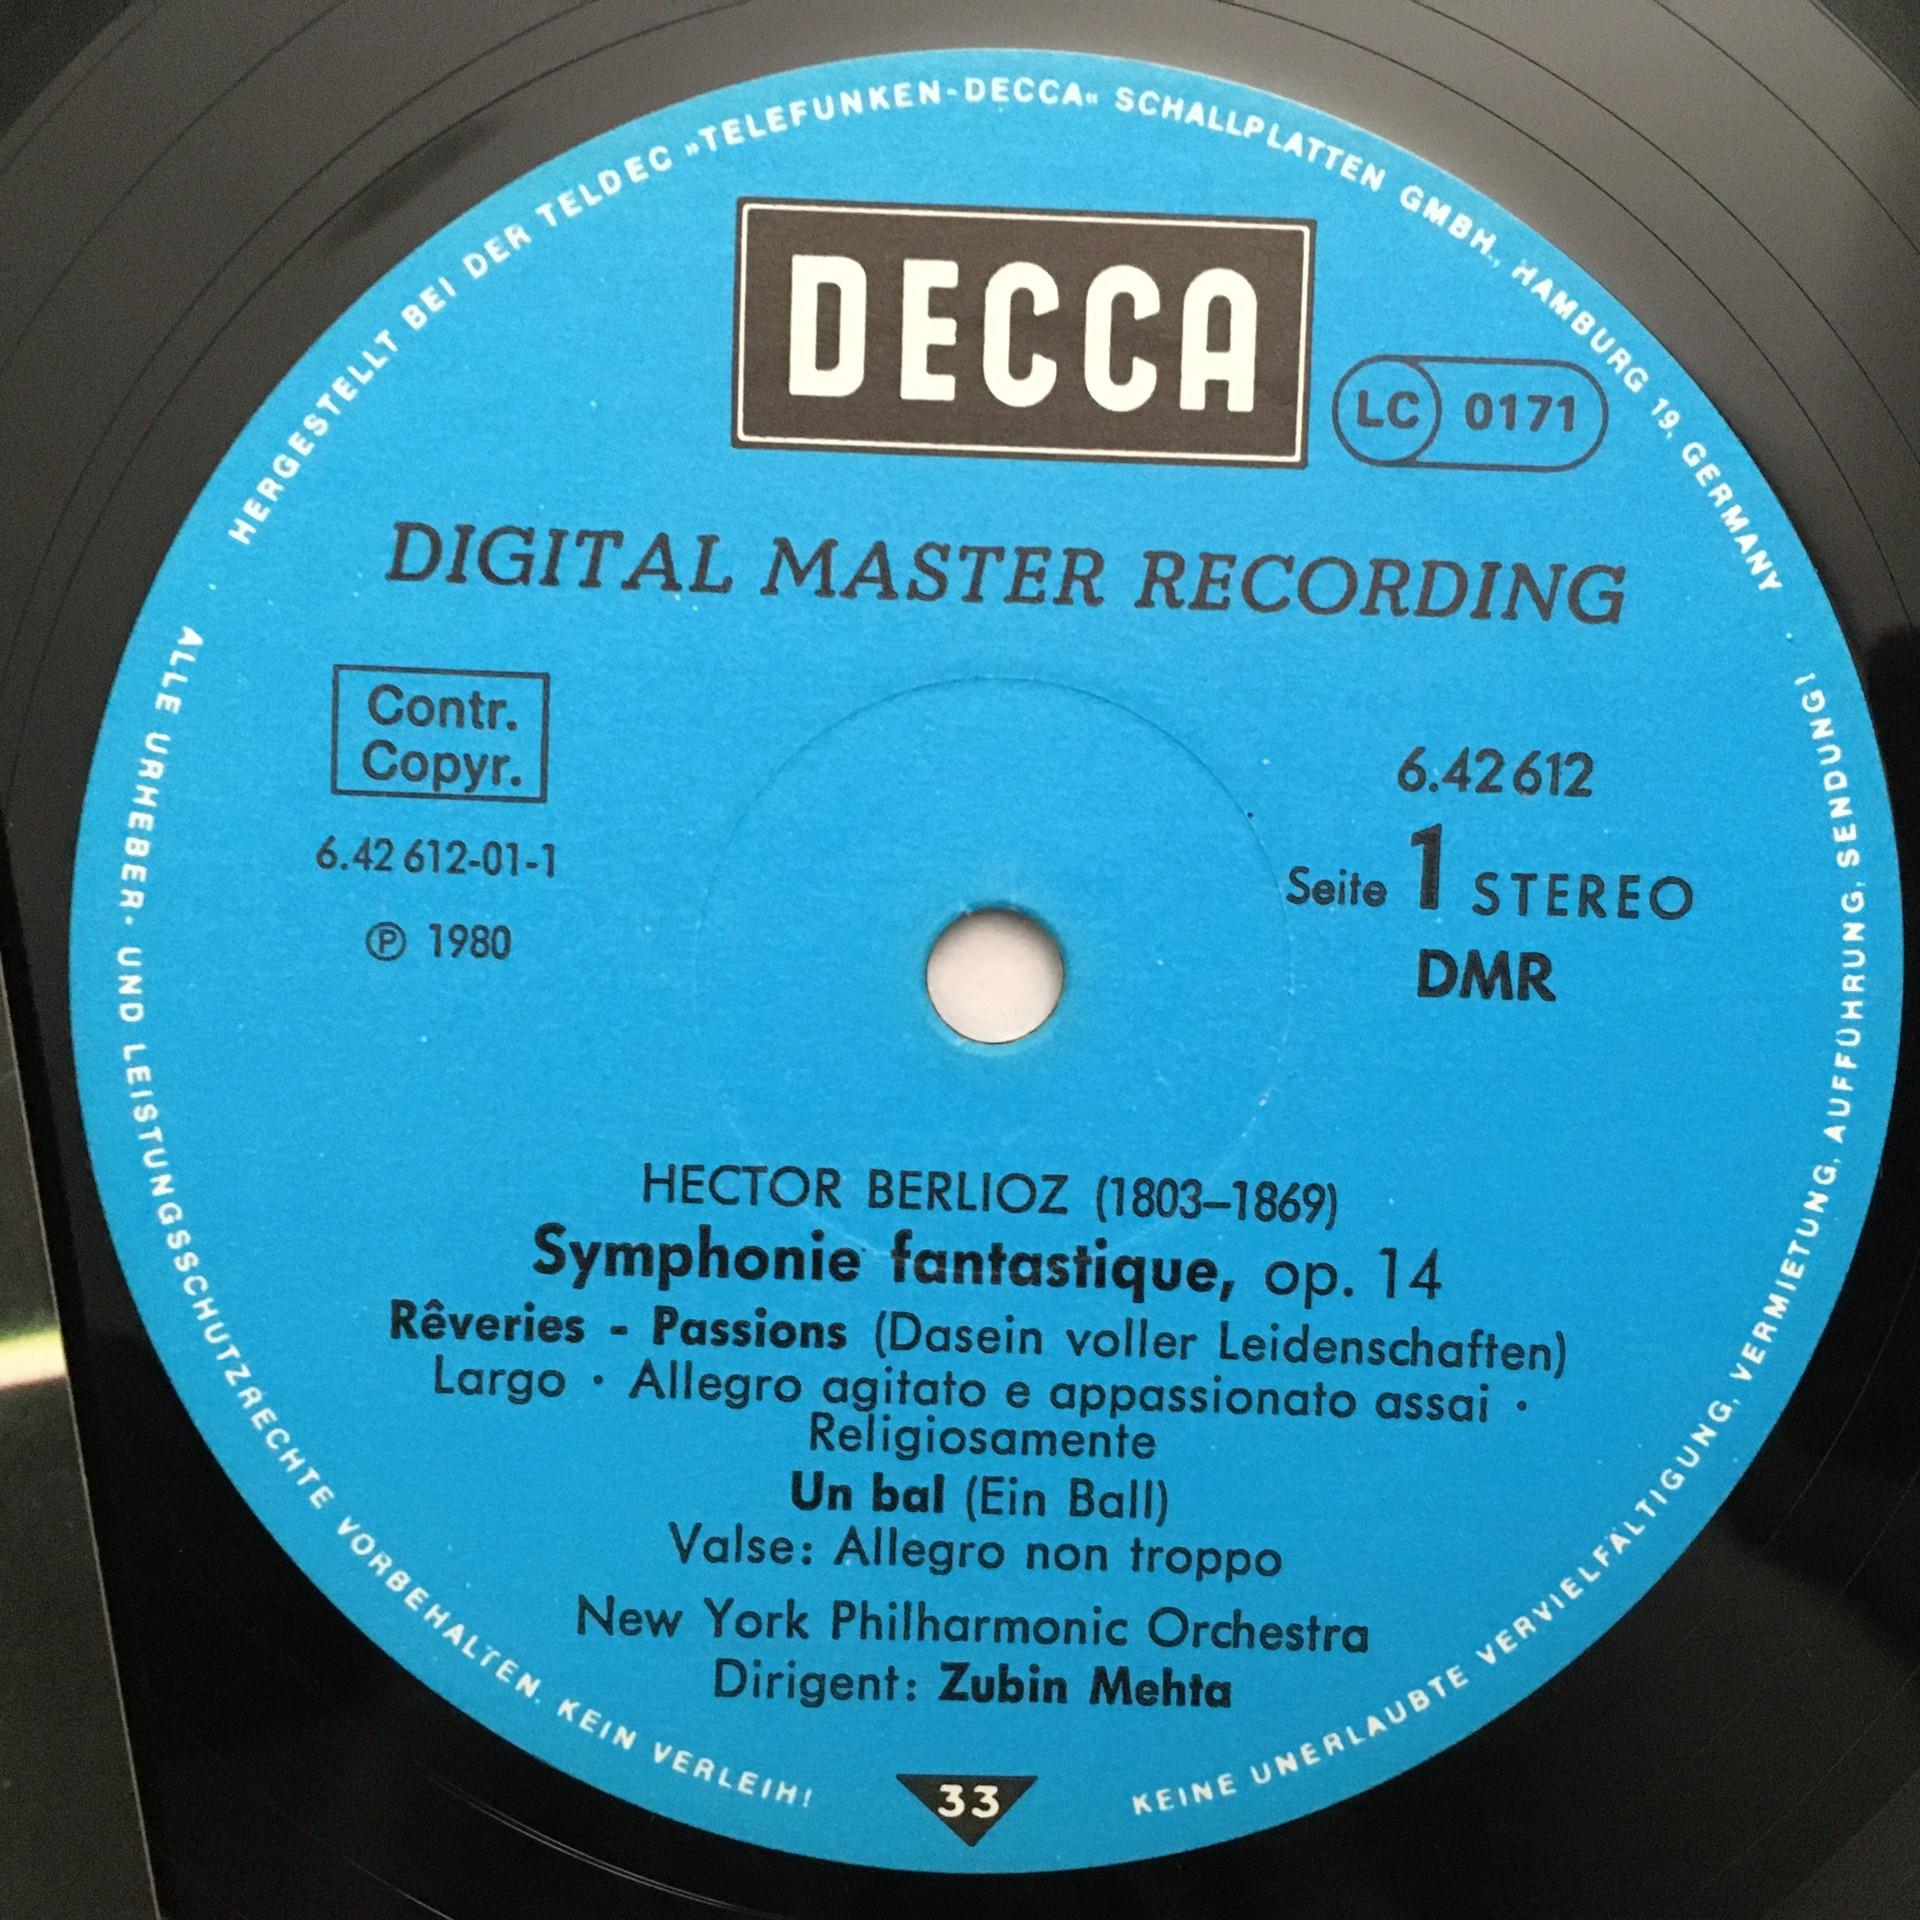 HERGESTELLT BEI DER TELDEC »TELEFUNKEN-DECCA« SCHALLPLATTEN GMBH., HAMBURG 19, GERMANY
DECCA
LC 0171
DIGITAL MASTER RECORDING
Contr.
Copyr.
6.42 612-01-1
℗ 1980
6.42 612
Seite 1 STEREO
DMR
HECTOR BERLIOZ (1803–1869)
Symphonie fantastique, op. 14
Rêveries - Passions (Dasein voller Leidenschaften)
Largo · Allegro agitato e appassionato assai ·
Religiosamente
Un bal (Ein Ball)
Valse: Allegro non troppo
New York Philharmonic Orchestra
Dirigent: Zubin Mehta
33
ALLE URHEBER- UND LEISTUNGSSCHUTZRECHTE VORBEHALTEN. KEIN VERLEIH!
KEINE UNERLAUBTE VERVIELFÄLTIGUNG, VERMIETUNG, AUFFÜHRUNG, SENDUNG!